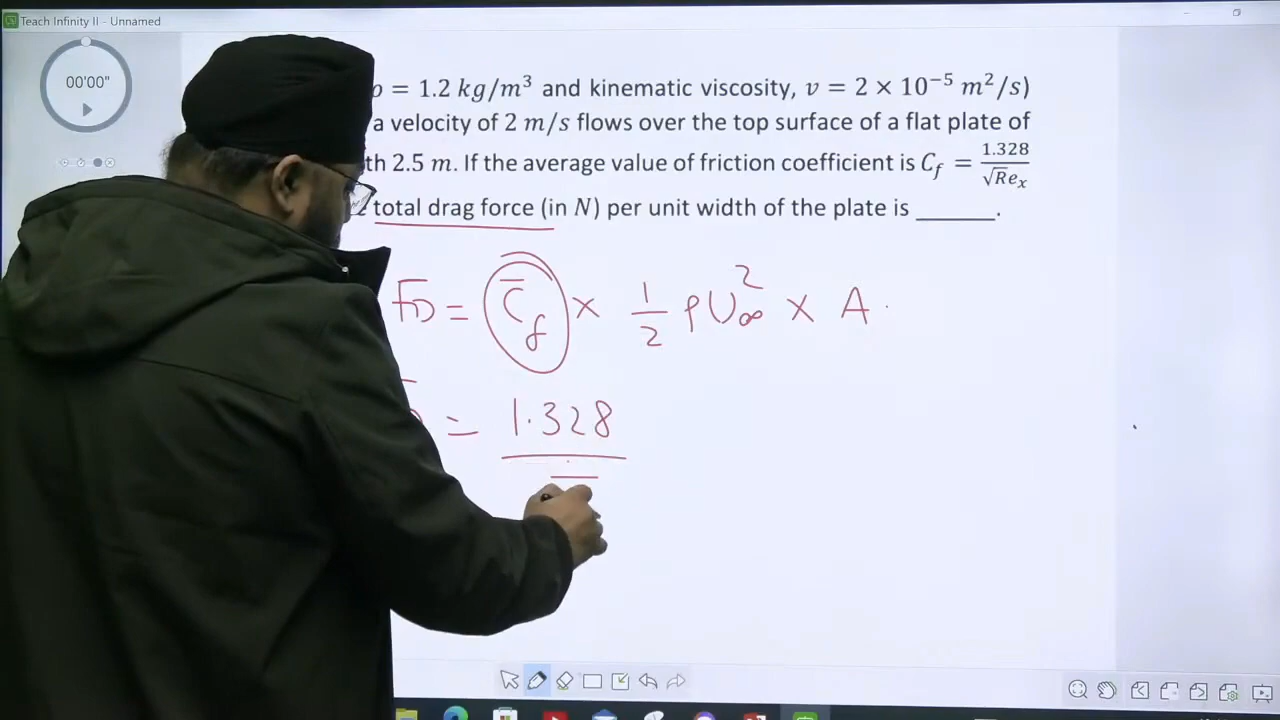 Teach Infinity II - Unnamed
00'00"
= 1.2 kg/m³ and kinematic viscosity, ν = 2 × 10⁻⁵ m²/s)
a velocity of 2 m/s flows over the top surface of a flat plate of
th 2.5 m. If the average value of friction coefficient is C_f = 1.328/√Re_x
total drag force (in N) per unit width of the plate is ______.
F_D = C̄_f × 1/2 ρU_∞² × A
= 1.328